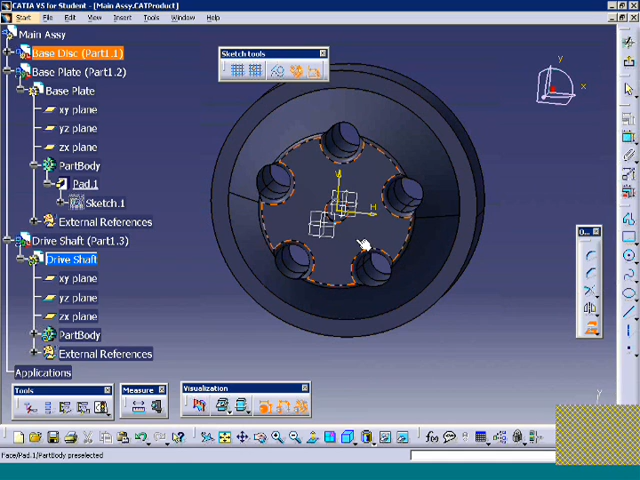 CATIA V5 for Student - [Main Assy.CATProduct]
Start File Edit View Insert Tools Window Help
Main Assy
Base Disc (Part1.1)
Base Plate (Part1.2)
Base Plate
xy plane
yz plane
zx plane
PartBody
Pad.1
Sketch.1
External References
Drive Shaft (Part1.3)
Drive Shaft
xy plane
yz plane
zx plane
PartBody
External References
Applications
Sketch tools
y
x
V
H
O...
Tools
Measure
Visualization
f(x)
Face/Pad.1/PartBody preselected